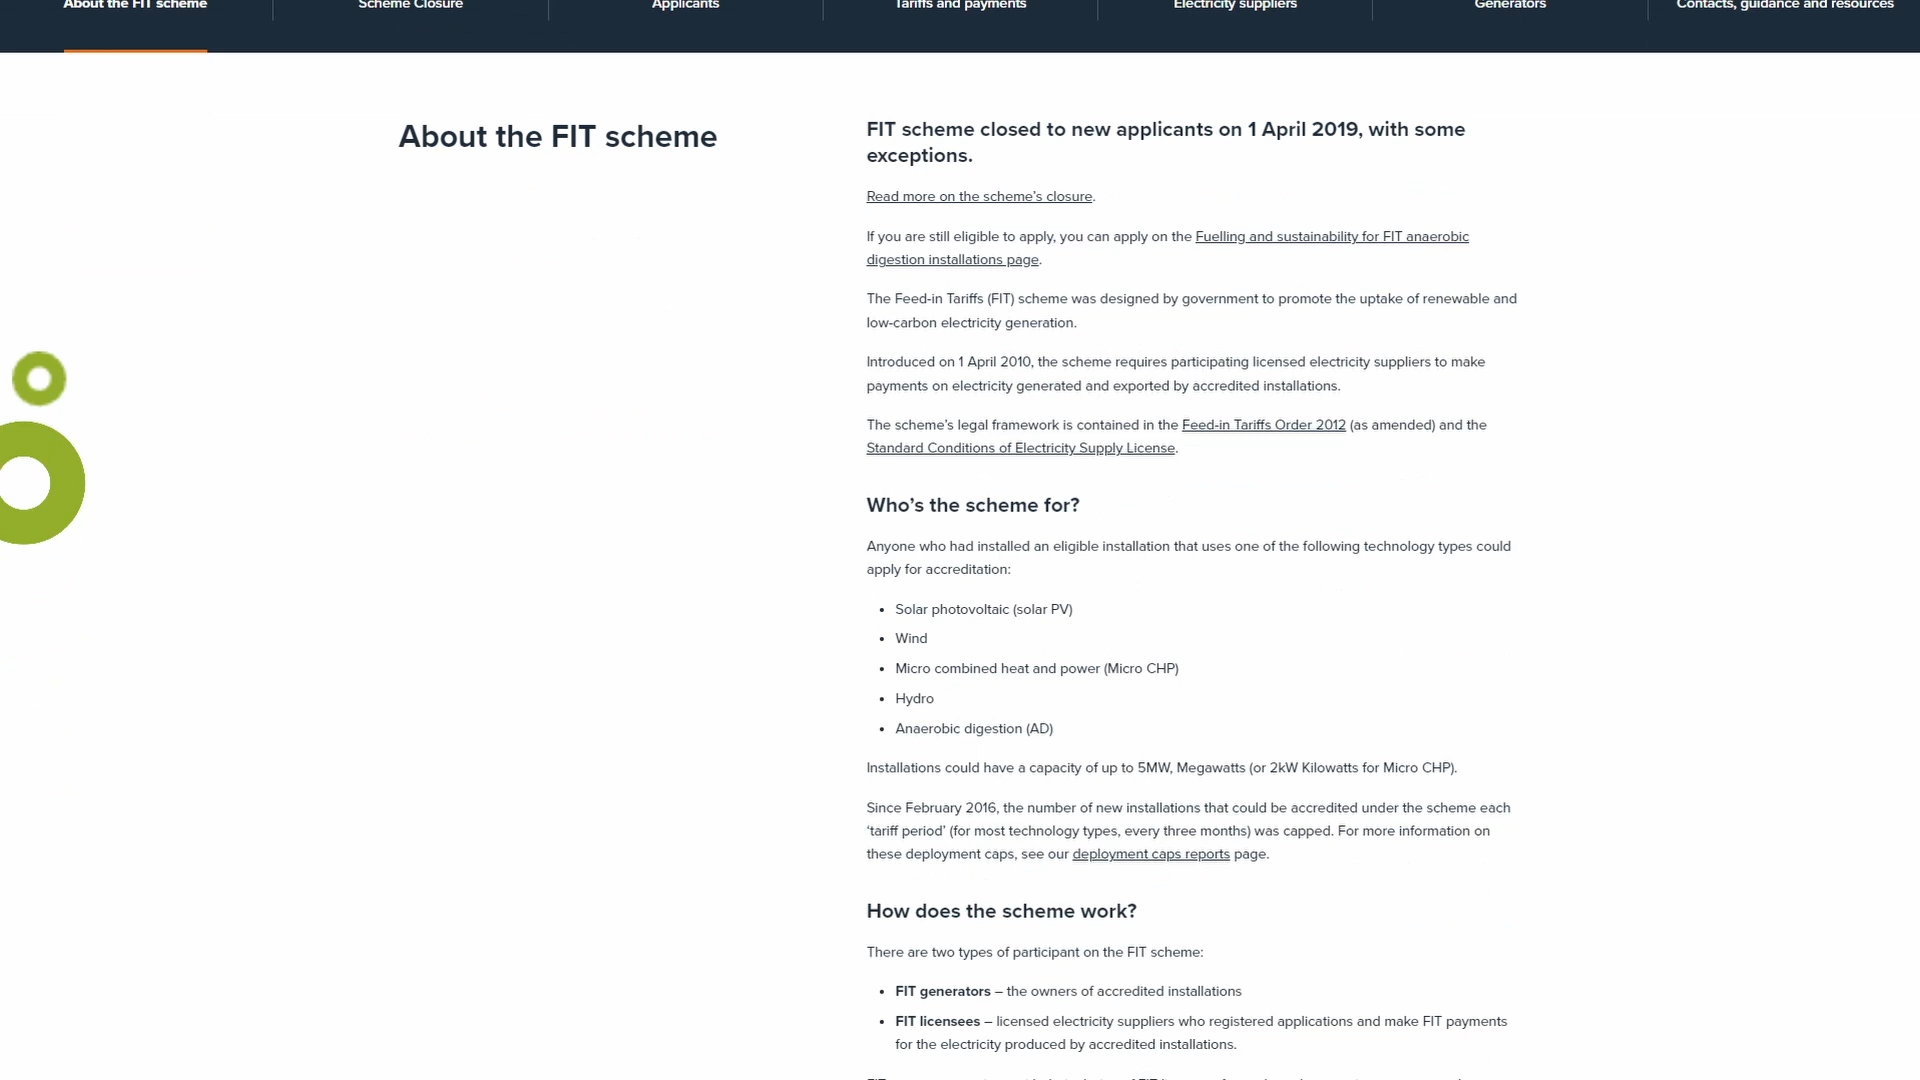 About the FIT scheme
Scheme Closure
Applicants
Tariffs and payments
Electricity suppliers
Generators
Contacts, guidance and resources
About the FIT scheme
FIT scheme closed to new applicants on 1 April 2019, with some
exceptions.
Read more on the scheme's closure.
If you are still eligible to apply, you can apply on the Fuelling and sustainability for FIT anaerobic
digestion installations page.
The Feed-in Tariffs (FIT) scheme was designed by government to promote the uptake of renewable and
low-carbon electricity generation.
Introduced on 1 April 2010, the scheme requires participating licensed electricity suppliers to make
payments on electricity generated and exported by accredited installations.
The scheme's legal framework is contained in the Feed-in Tariffs Order 2012 (as amended) and the
Standard Conditions of Electricity Supply License.
Who's the scheme for?
Anyone who had installed an eligible installation that uses one of the following technology types could
apply for accreditation:
• Solar photovoltaic (solar PV)
• Wind
• Micro combined heat and power (Micro CHP)
• Hydro
• Anaerobic digestion (AD)
Installations could have a capacity of up to 5MW, Megawatts (or 2kW Kilowatts for Micro CHP).
Since February 2016, the number of new installations that could be accredited under the scheme each
'tariff period' (for most technology types, every three months) was capped. For more information on
these deployment caps, see our deployment caps reports page.
How does the scheme work?
There are two types of participant on the FIT scheme:
• FIT generators – the owners of accredited installations
• FIT licensees – licensed electricity suppliers who registered applications and make FIT payments
for the electricity produced by accredited installations.